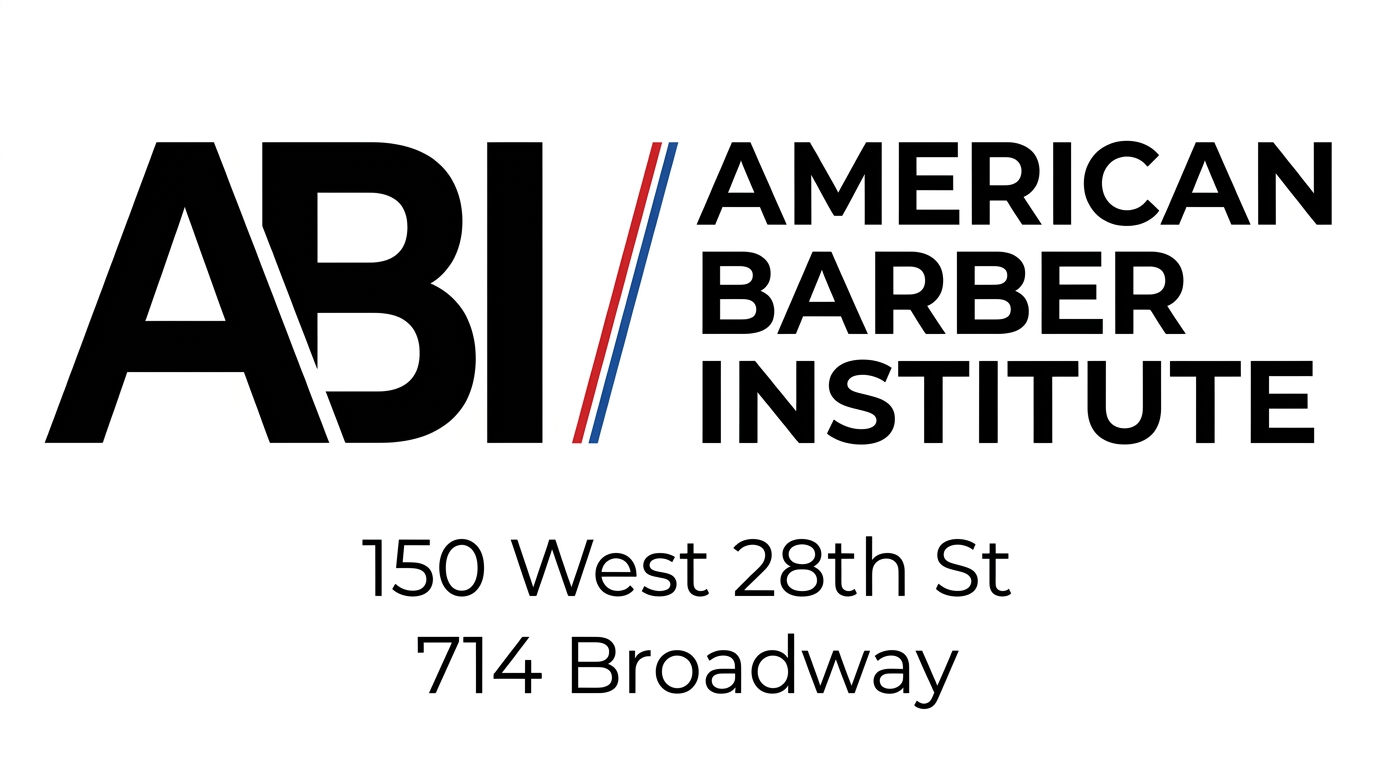 ABI
AMERICAN
BARBER
INSTITUTE
150 West 28th St
714 Broadway